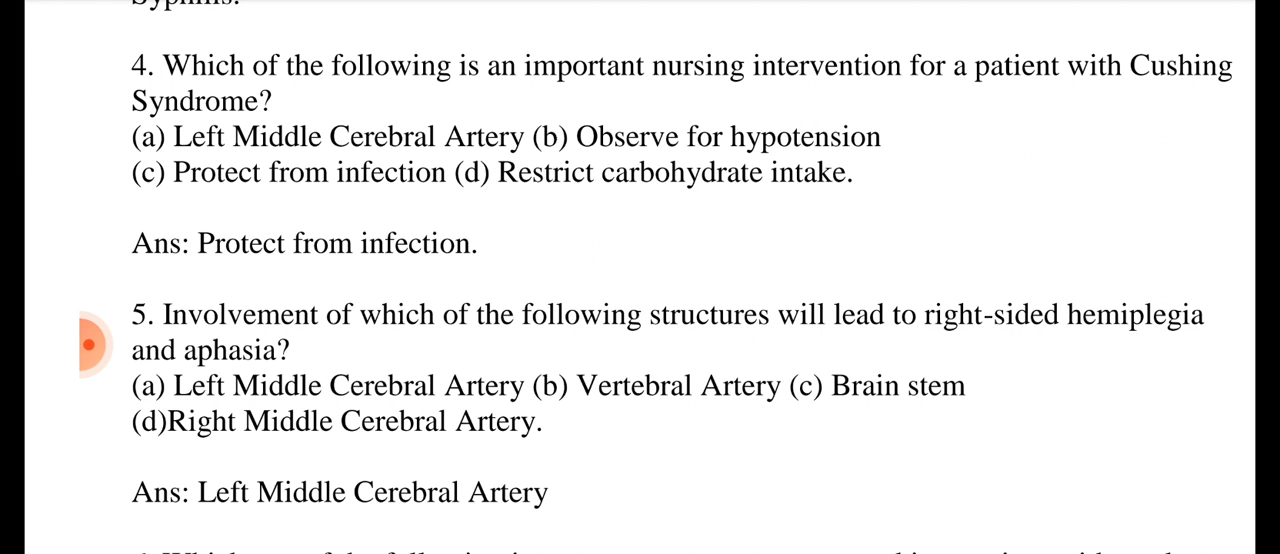 Syphilis.
4. Which of the following is an important nursing intervention for a patient with Cushing
Syndrome?
(a) Left Middle Cerebral Artery (b) Observe for hypotension
(c) Protect from infection (d) Restrict carbohydrate intake.
Ans: Protect from infection.
5. Involvement of which of the following structures will lead to right-sided hemiplegia
and aphasia?
(a) Left Middle Cerebral Artery (b) Vertebral Artery (c) Brain stem
(d)Right Middle Cerebral Artery.
Ans: Left Middle Cerebral Artery